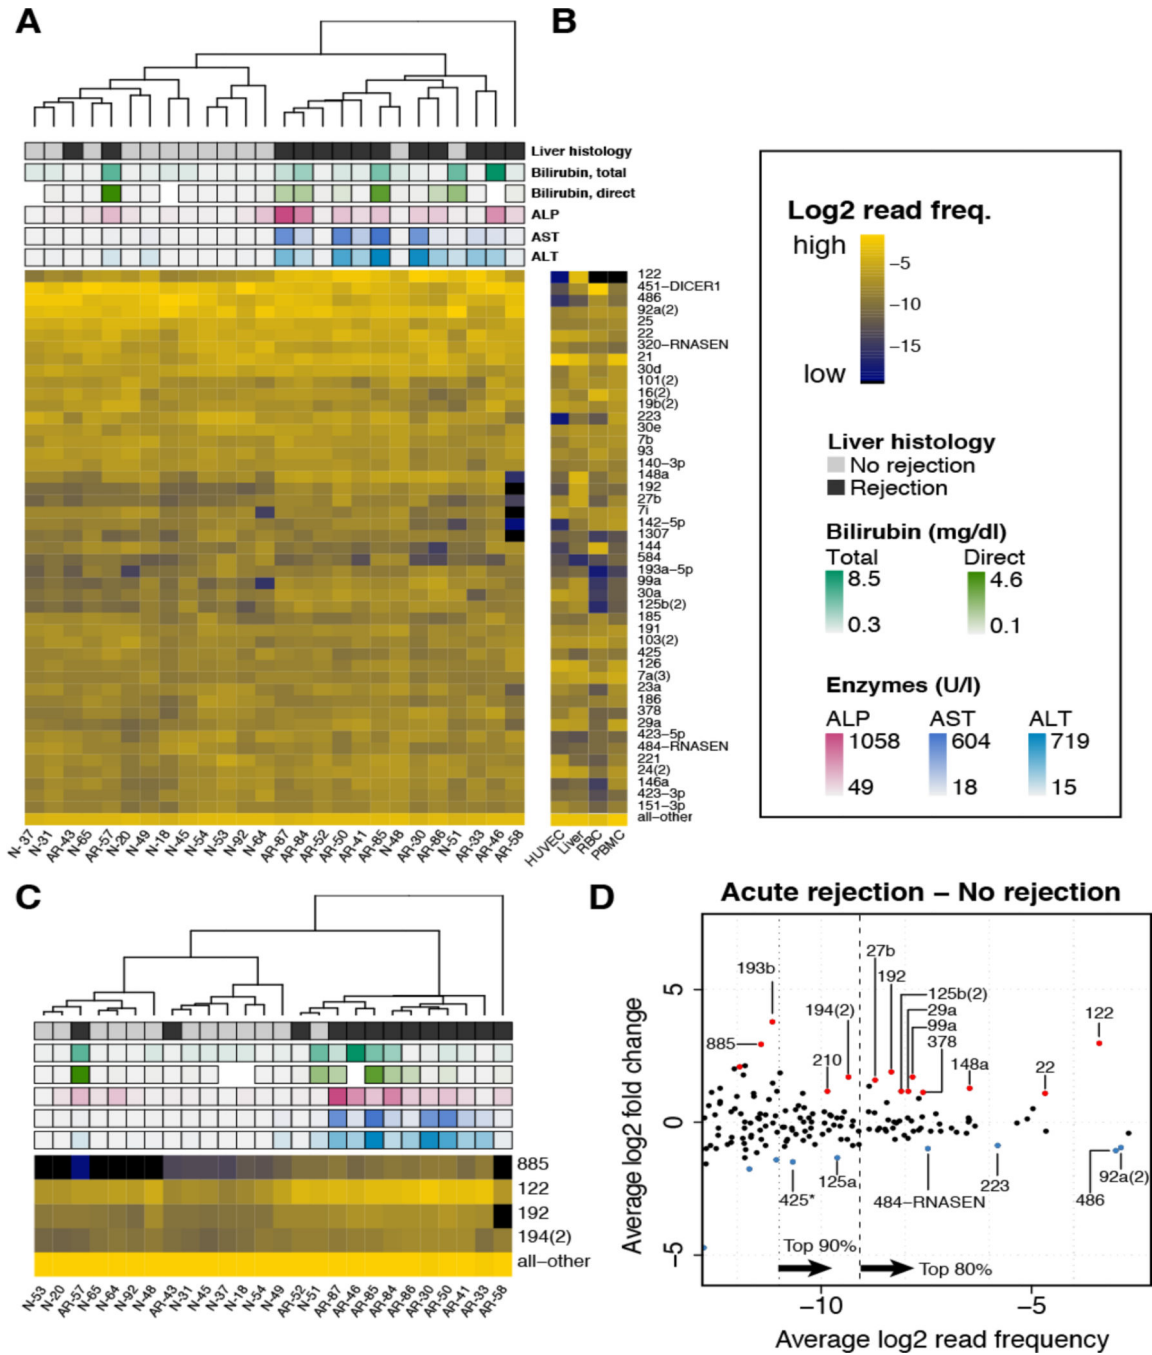 A
B
Liver histology
Bilirubin, total
Bilirubin, direct
ALP
AST
ALT
122
451-DICER1
486
92a(2)
25
22
320-RNASEN
21
30d
101(2)
16(2)
19b(2)
223
30e
7b
93
140-3p
148a
192
27b
7i
142-5p
1307
144
584
193a-5p
99a
30a
125b(2)
185
191
103(2)
425
126
7a(3)
23a
186
378
29a
423-5p
484-RNASEN
221
24(2)
146a
423-3p
151-3p
all-other
N-37
N-31
AR-43
N-65
AR-57
N-20
N-49
N-18
N-45
N-54
N-53
N-92
N-64
AR-87
AR-84
AR-52
AR-50
AR-41
AR-85
N-48
AR-30
AR-86
N-51
AR-33
AR-46
AR-58
HUVEC
Liver
RBC
PBMC
Log2 read freq.
high
-5
-10
-15
low
Liver histology
No rejection
Rejection
Bilirubin (mg/dl)
Total Direct
8.5 4.6
0.3 0.1
Enzymes (U/l)
ALP AST ALT
1058 604 719
49 18 15
C
885
122
192
194(2)
all-other
N-53
N-20
AR-57
N-65
N-64
N-92
N-48
AR-43
N-31
N-45
N-37
N-18
N-54
N-49
AR-52
N-51
AR-87
AR-46
AR-85
AR-84
AR-86
AR-30
AR-50
AR-41
AR-33
AR-58
D
Acute rejection – No rejection
Average log2 fold change
5
0
-5
193b
885
194(2)
210
27b
192
125b(2)
29a
99a
378
148a
22
122
425*
125a
484-RNASEN
223
486
92a(2)
Top 90%
Top 80%
-10
-5
Average log2 read frequency